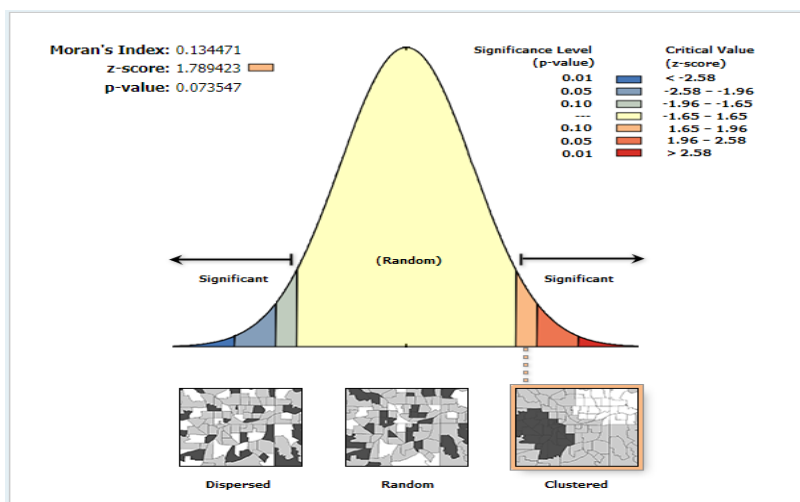 Moran's Index: 0.134471
z-score: 1.789423
p-value: 0.073547
Significance Level
(p-value)
Critical Value
(z-score)
0.01 < -2.58
0.05 -2.58 – -1.96
0.10 -1.96 – -1.65
--- -1.65 – 1.65
0.10 1.65 – 1.96
0.05 1.96 – 2.58
0.01 > 2.58
(Random)
Significant Significant
Dispersed Random Clustered